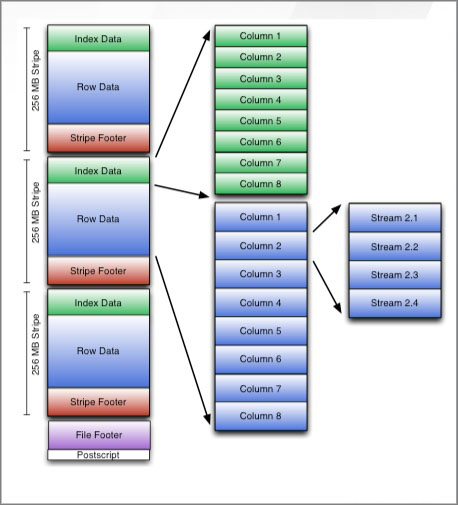 256 MB Stripe
Index Data
Row Data
Stripe Footer
256 MB Stripe
Index Data
Row Data
Stripe Footer
256 MB Stripe
Index Data
Row Data
Stripe Footer
File Footer
Postscript
Column 1
Column 2
Column 3
Column 4
Column 5
Column 6
Column 7
Column 8
Column 1
Column 2
Column 3
Column 4
Column 5
Column 6
Column 7
Column 8
Stream 2.1
Stream 2.2
Stream 2.3
Stream 2.4